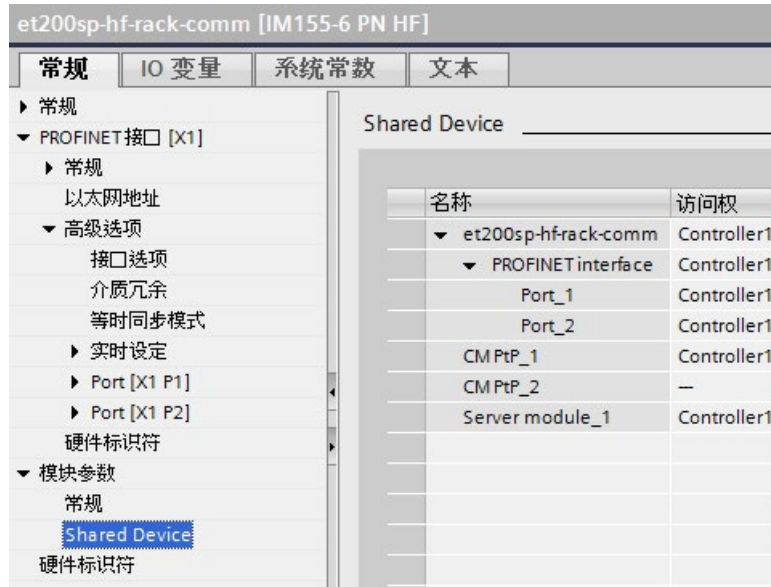 et200sp-hf-rack-comm [IM155-6 PN HF]
常规 IO 变量 系统常数 文本
常规
PROFINET接口 [X1]
常规
以太网地址
高级选项
接口选项
介质冗余
等时同步模式
实时设定
Port [X1 P1]
Port [X1 P2]
硬件标识符
模块参数
常规
Shared Device
硬件标识符
Shared Device
名称 访问权
et200sp-hf-rack-comm Controller1
PROFINET interface Controller1
Port_1 Controller1
Port_2 Controller1
CM PtP_1 Controller1
CM PtP_2 ---
Server module_1 Controller1